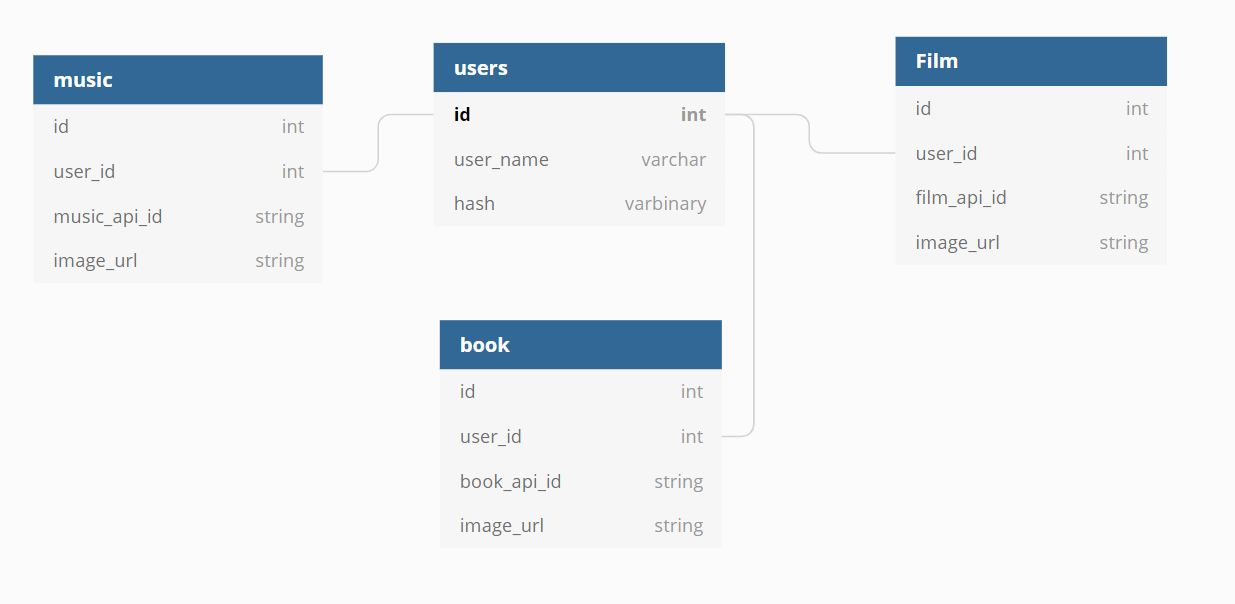 music
id int
user_id int
music_api_id string
image_url string
users
id int
user_name varchar
hash varbinary
Film
id int
user_id int
film_api_id string
image_url string
book
id int
user_id int
book_api_id string
image_url string